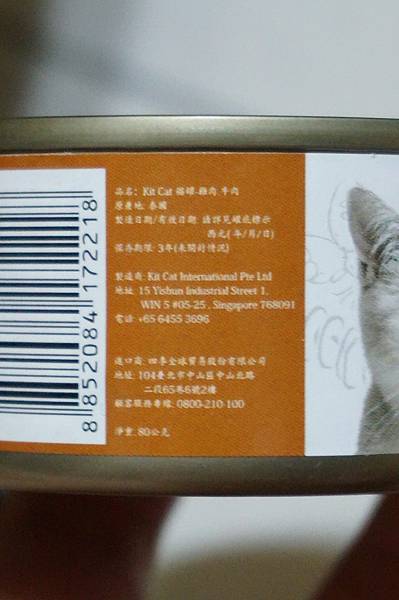 品名: Kit Cat 貓罐-雞肉.牛肉
原產地: 泰國
製造日期/有效日期: 請詳見罐底標示
西元(年/月/日)
保存期限: 3年(未開封情況)
製造商: Kit Cat International Pte Ltd
地址: 15 Yishun Industrial Street 1.
WIN 5 #05-25 , Singapore 768091
電話: +65 6455 3696
進口商: 四季全球貿易股份有限公司
地址: 104臺北市中山區中山北路
二段65巷6號2樓
顧客服務專線: 0800-210-100
淨重: 80公克
8 852084 172218